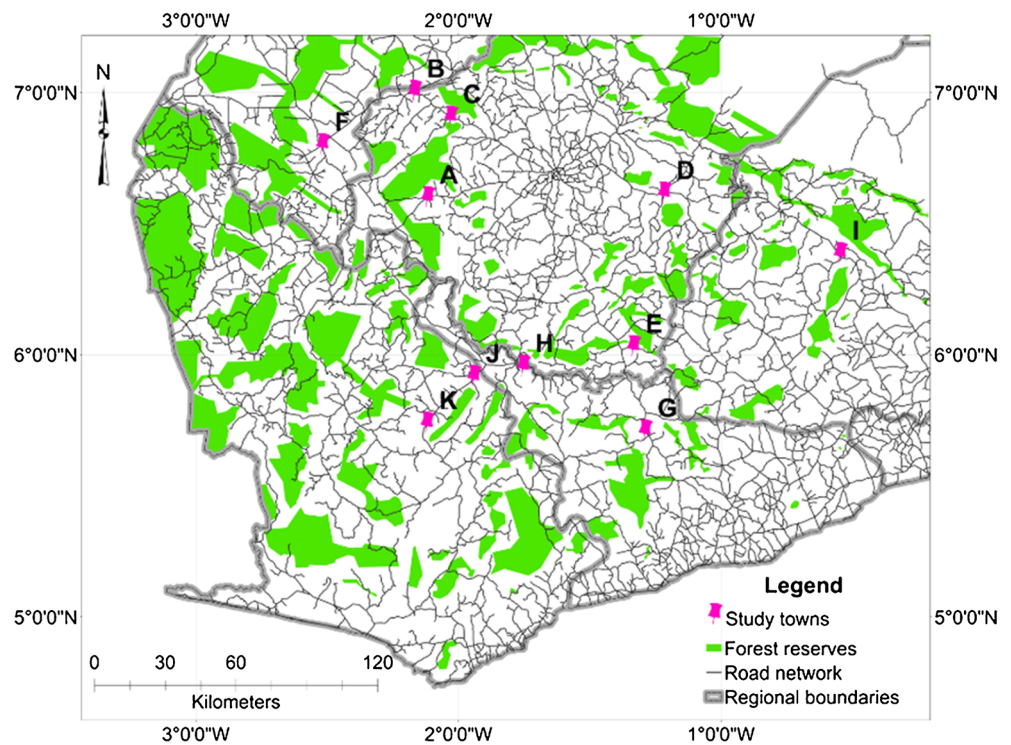 3°0'0"W 2°0'0"W 1°0'0"W
N
7°0'0"N 7°0'0"N
B
C
F
A
D
I
E
6°0'0"N 6°0'0"N
H
J
K
G
Legend
Study towns
5°0'0"N 5°0'0"N
Forest reserves
0 30 60 120
Road network
Kilometers
Regional boundaries
3°0'0"W 2°0'0"W 1°0'0"W